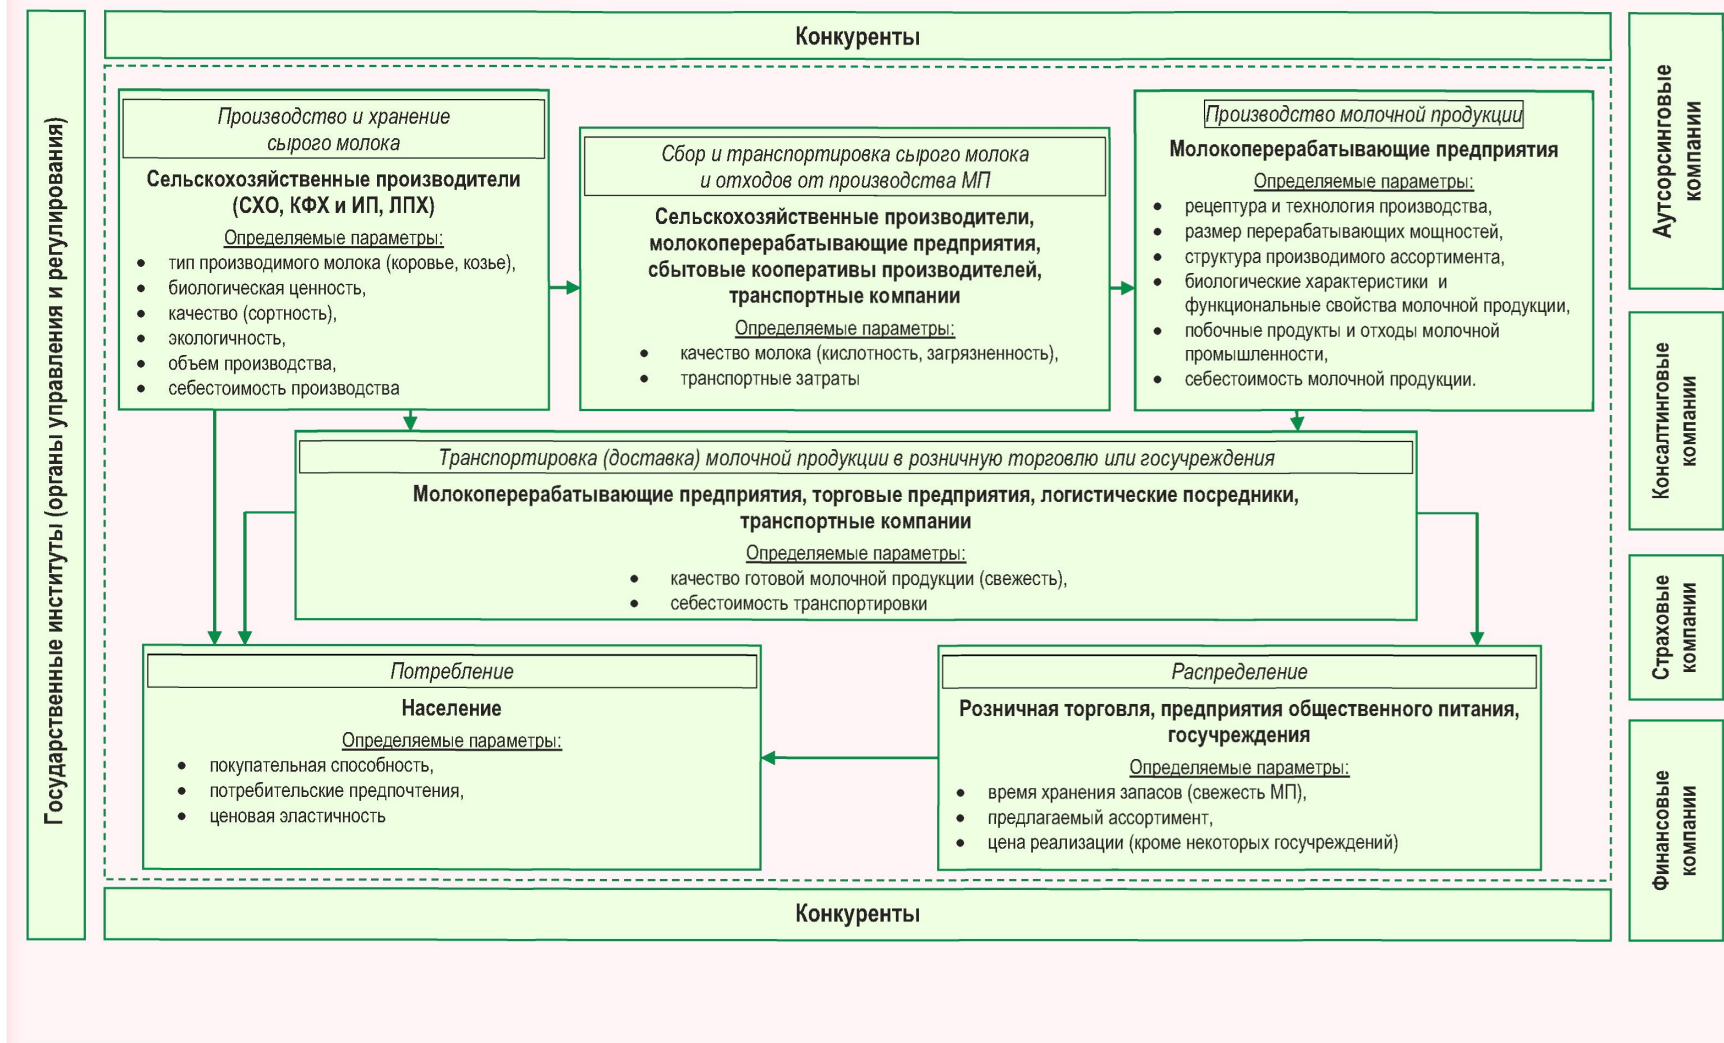 Государственные институты (органы управления и регулирования)
Конкуренты
Производство и хранение
сырого молока
Сельскохозяйственные производители
(СХО, КФХ и ИП, ЛПХ)
Определяемые параметры:
• тип производимого молока (коровье, козье),
• биологическая ценность,
• качество (сортность),
• экологичность,
• объем производства,
• себестоимость производства
Сбор и транспортировка сырого молока
и отходов от производства МП
Сельскохозяйственные производители,
молокоперерабатывающие предприятия,
сбытовые кооперативы производителей,
транспортные компании
Определяемые параметры:
• качество молока (кислотность, загрязненность),
• транспортные затраты
Производство молочной продукции
Молокоперерабатывающие предприятия
Определяемые параметры:
• рецептура и технология производства,
• размер перерабатывающих мощностей,
• структура производимого ассортимента,
• биологические характеристики и
функциональные свойства молочной продукции,
• побочные продукты и отходы молочной
промышленности,
• себестоимость молочной продукции.
Транспортировка (доставка) молочной продукции в розничную торговлю или госучреждения
Молокоперерабатывающие предприятия, торговые предприятия, логистические посредники,
транспортные компании
Определяемые параметры:
• качество готовой молочной продукции (свежесть),
• себестоимость транспортировки
Потребление
Население
Определяемые параметры:
• покупательная способность,
• потребительские предпочтения,
• ценовая эластичность
Распределение
Розничная торговля, предприятия общественного питания,
госучреждения
Определяемые параметры:
• время хранения запасов (свежесть МП),
• предлагаемый ассортимент,
• цена реализации (кроме некоторых госучреждений)
Конкуренты
Аутсорсинговые
компании
Консалтинговые
компании
Страховые
компании
Финансовые
компании